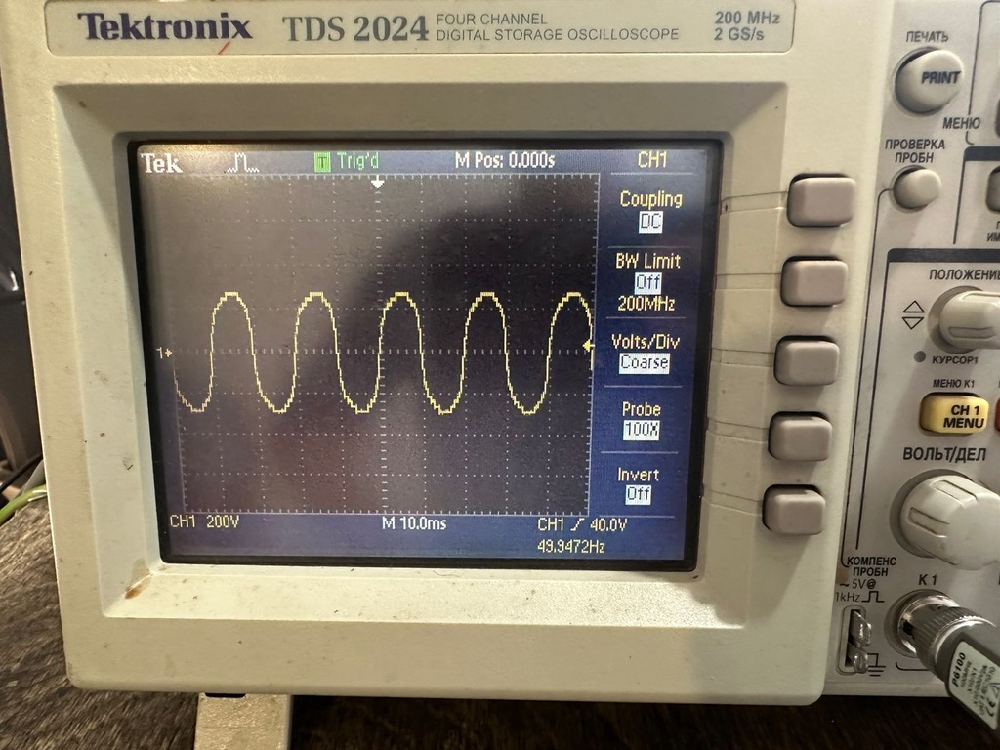 Tektronix TDS 2024 FOUR CHANNEL
DIGITAL STORAGE OSCILLOSCOPE
200 MHz
2 GS/s
Tek T Trig'd M Pos: 0.000s CH1
Coupling
DC
BW Limit
Off
200MHz
Volts/Div
Coarse
Probe
100X
Invert
Off
1
CH1 200V M 10.0ms CH1 40.0V
49.9472Hz
ПЕЧАТЬ
PRINT
МЕНЮ
ПРОВЕРКА
ПРОБН
ПОЛОЖЕНИЕ
КУРСОР1
МЕНЮ К1
CH 1
MENU
ВОЛЬТ/ДЕЛ
КОМПЕНС
ПРОБН
~5V@
1kHz
К 1
P6100